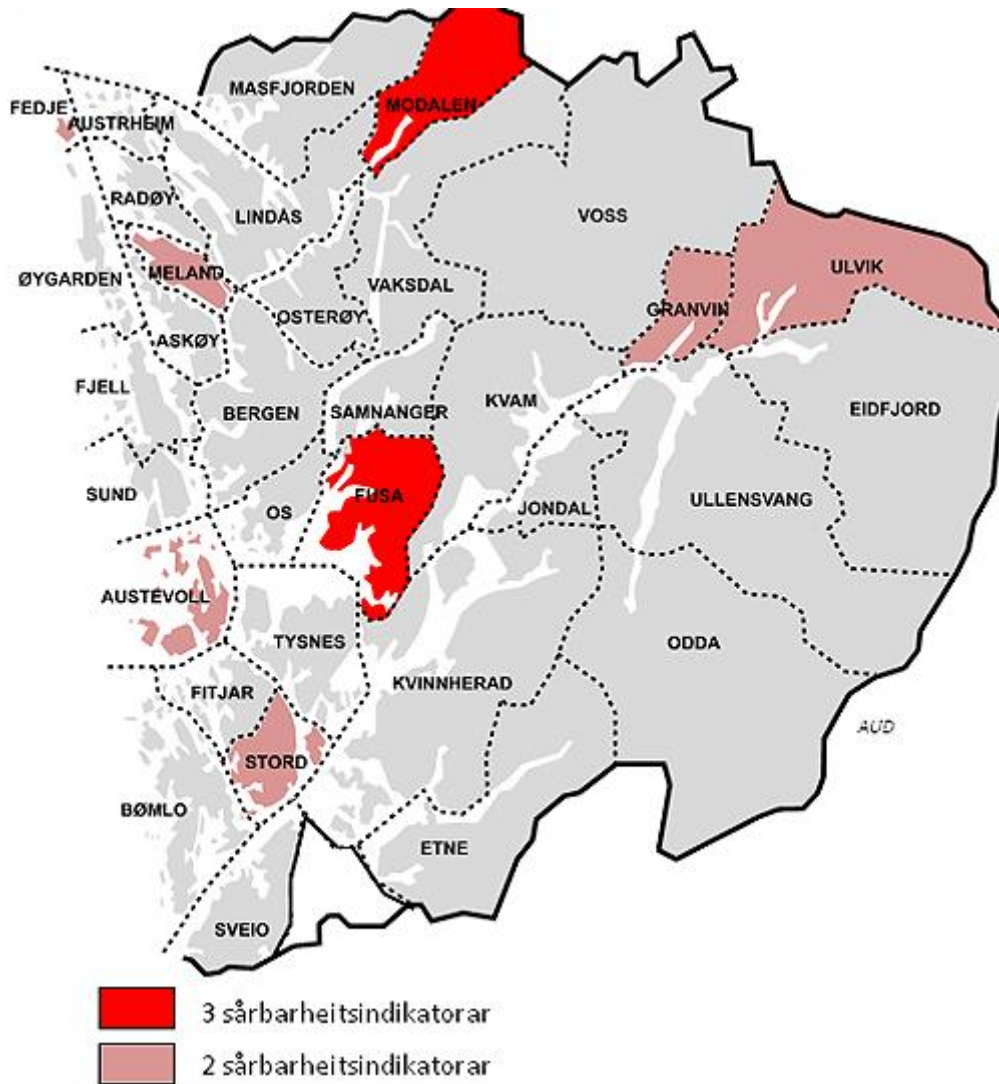 MASFJORDEN
MODALEN
FEDJE
AUSTRHEIM
RADØY
LINDÅS
VOSS
ØYGARDEN
MELAND
VAKSDAL
ULVIK
GRANVIN
OSTERØY
ASKØY
FJELL
BERGEN
SAMNANGER
KVAM
EIDFJORD
SUND
FUSA
OS
JONDAL
ULLENSVANG
AUSTEVOLL
TYSNES
ODDA
FITJAR
KVINNHERAD
AUD
STORD
BØMLO
ETNE
SVEIO
3 sårbarheitsindikatorar
2 sårbarheitsindikatorar